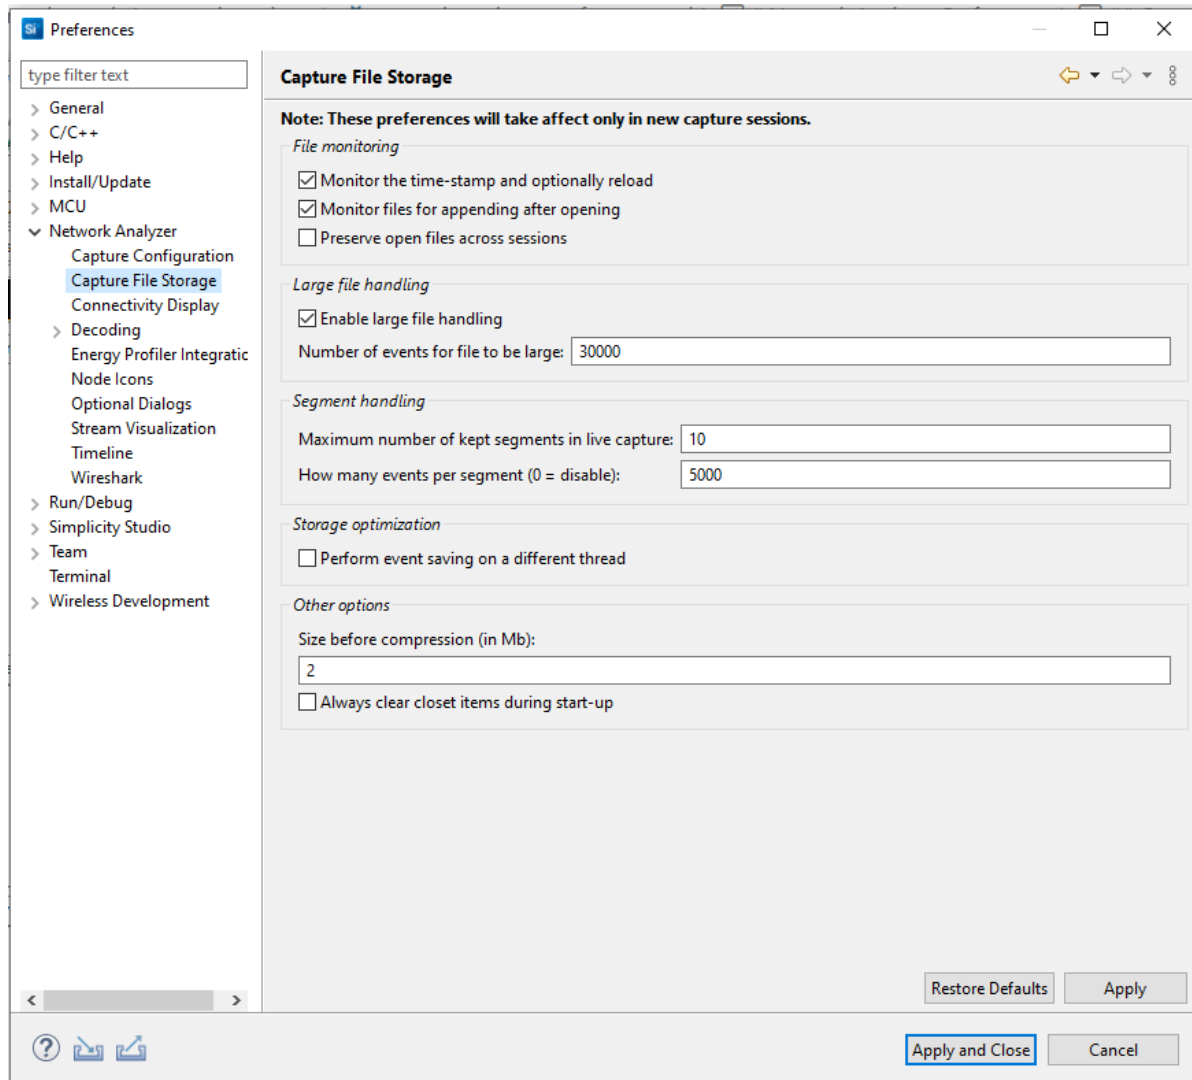 Si Preferences
type filter text
General
C/C++
Help
Install/Update
MCU
Network Analyzer
Capture Configuration
Capture File Storage
Connectivity Display
Decoding
Energy Profiler Integratic
Node Icons
Optional Dialogs
Stream Visualization
Timeline
Wireshark
Run/Debug
Simplicity Studio
Team
Terminal
Wireless Development
Capture File Storage
Note: These preferences will take affect only in new capture sessions.
File monitoring
Monitor the time-stamp and optionally reload
Monitor files for appending after opening
Preserve open files across sessions
Large file handling
Enable large file handling
Number of events for file to be large: 30000
Segment handling
Maximum number of kept segments in live capture: 10
How many events per segment (0 = disable): 5000
Storage optimization
Perform event saving on a different thread
Other options
Size before compression (in Mb):
2
Always clear closet items during start-up
Restore Defaults Apply
Apply and Close Cancel